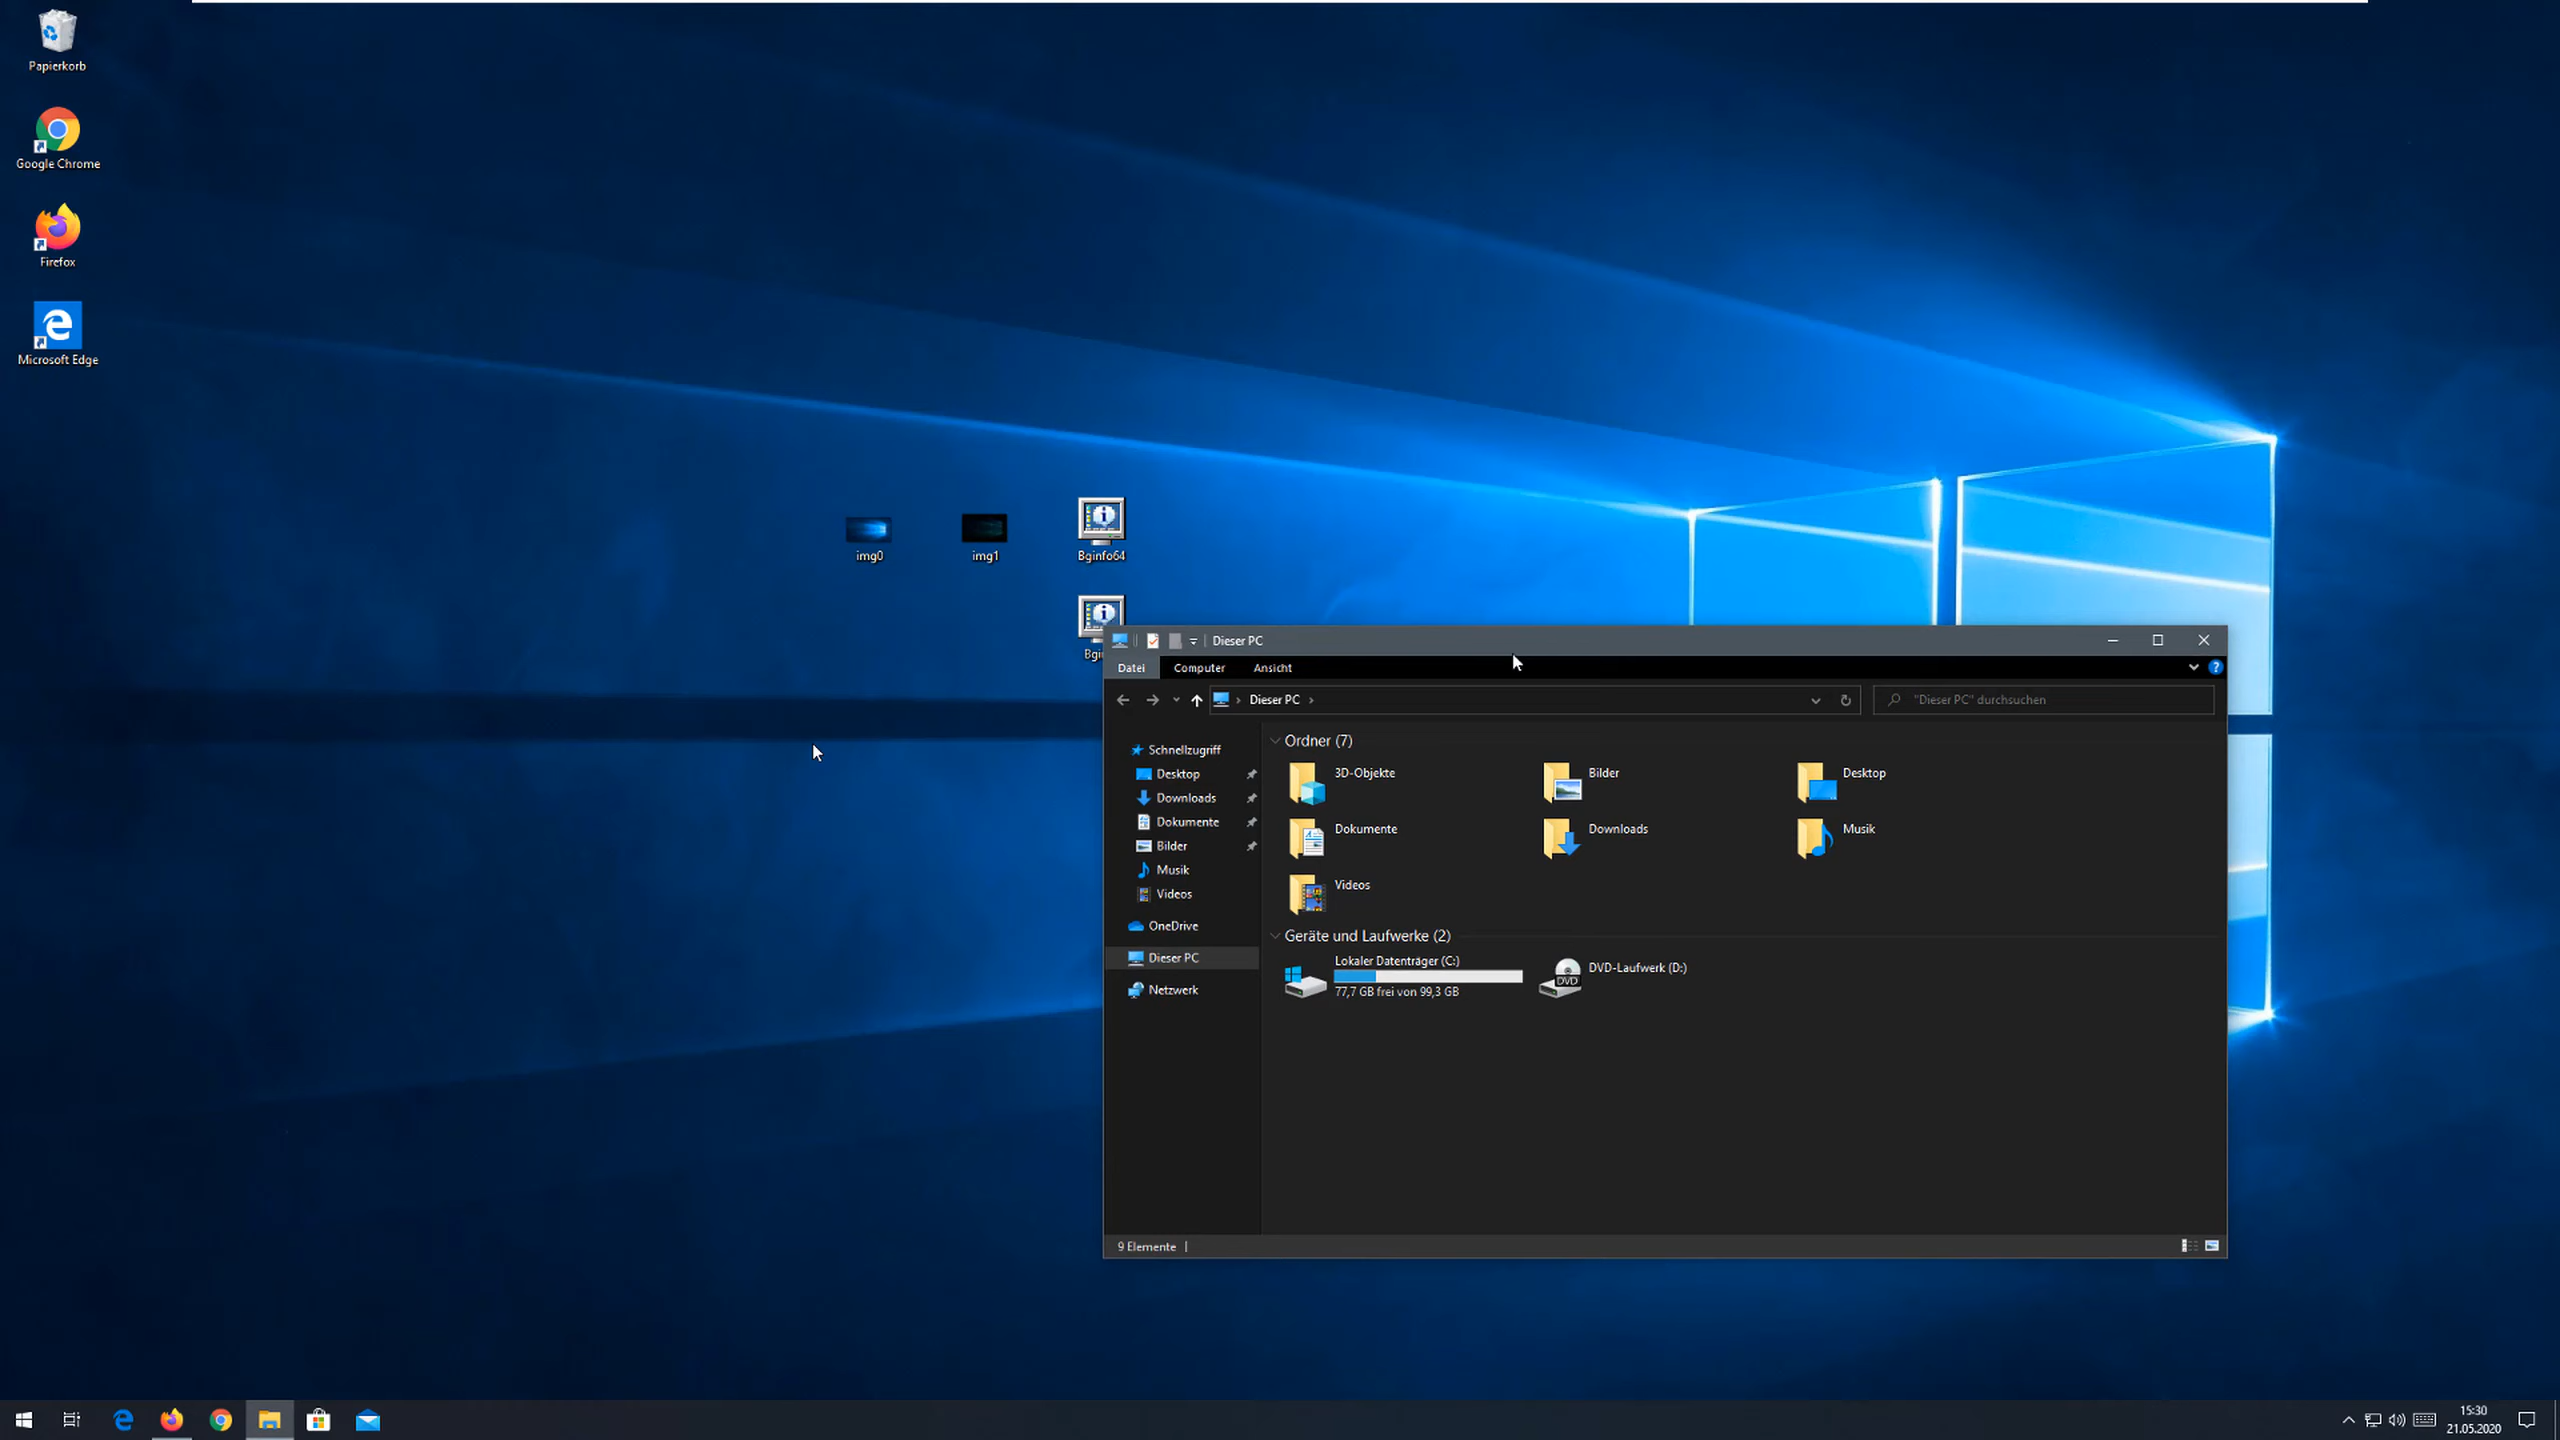 Papierkorb
Google Chrome
Firefox
Microsoft Edge
img0
img1
Bginfo64
Dieser PC
Datei Computer Ansicht
Dieser PC
"Dieser PC" durchsuchen
Schnellzugriff
Desktop
Downloads
Dokumente
Bilder
Musik
Videos
OneDrive
Dieser PC
Netzwerk
Ordner (7)
3D-Objekte
Bilder
Desktop
Dokumente
Downloads
Musik
Videos
Geräte und Laufwerke (2)
Lokaler Datenträger (C:)
77,7 GB frei von 99,3 GB
DVD
DVD-Laufwerk (D:)
9 Elemente
15:30
21.05.2020